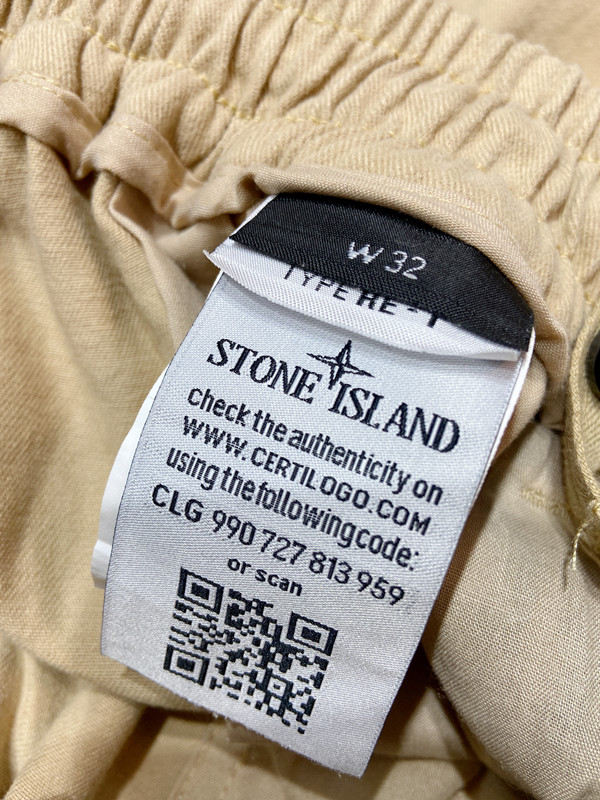 W 32
TYPE RE - T
STONE ISLAND
check the authenticity on
WWW.CERTILOGO.COM
using the following code:
CLG 990 727 813 959
or scan